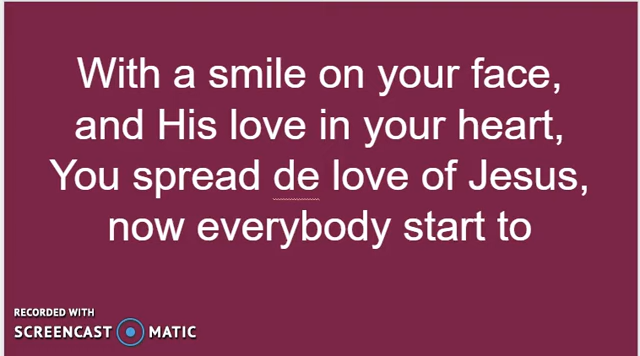 With a smile on your face,
and His love in your heart,
You spread de love of Jesus,
now everybody start to
RECORDED WITH
SCREENCAST MATIC